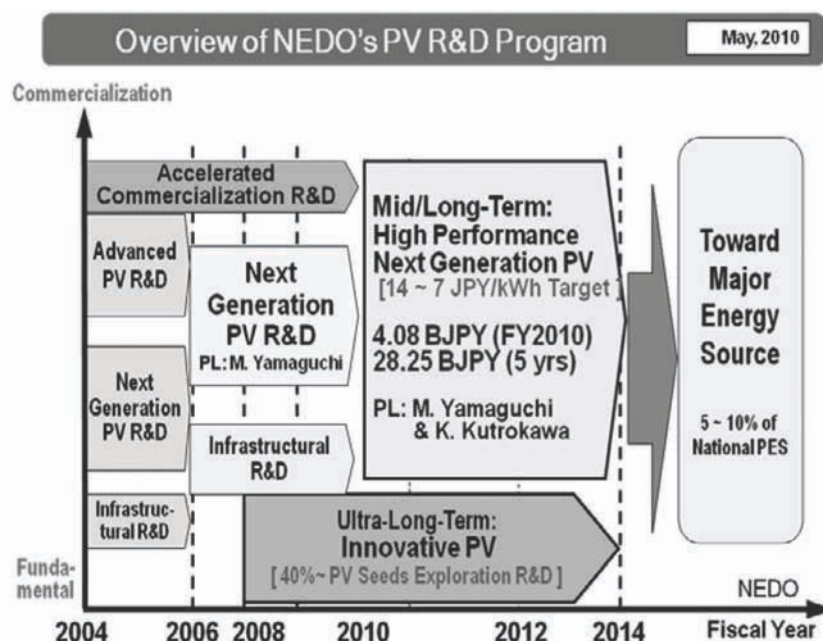 Overview of NEDO's PV R&D Program
May, 2010
Commercialization
Accelerated
Commercialization R&D
Advanced
PV R&D
Next
Generation
PV R&D
PL: M. Yamaguchi
Next
Generation
PV R&D
Infrastructural
R&D
Infrastruc-
tural R&D
Mid/Long-Term:
High Performance
Next Generation PV
[14 ~ 7 JPY/kWh Target ]
4.08 BJPY (FY2010)
28.25 BJPY (5 yrs)
PL: M. Yamaguchi
& K. Kutrokawa
Ultra-Long-Term:
Innovative PV
[ 40%~ PV Seeds Exploration R&D ]
Toward
Major
Energy
Source
5 ~ 10% of
National PES
Funda-
mental
NEDO
2004 2006 2008 2010 2012 2014 Fiscal Year